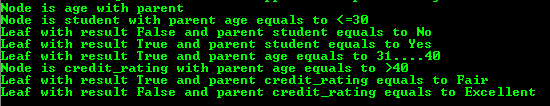 Node is age with parent
Node is student with parent age equals to <=30
Leaf with result False and parent student equals to No
Leaf with result True and parent student equals to Yes
Leaf with result True and parent age equals to 31....40
Node is credit_rating with parent age equals to >40
Leaf with result True and parent credit_rating equals to Fair
Leaf with result False and parent credit_rating equals to Excellent